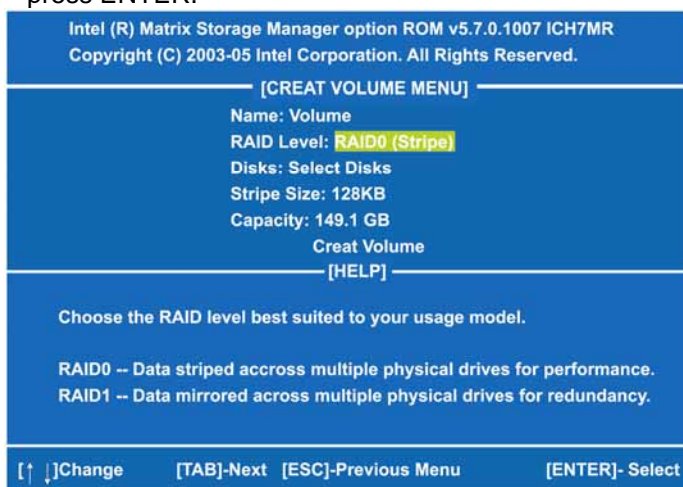 press ENTER.
Intel (R) Matrix Storage Manager option ROM v5.7.0.1007 ICH7MR
Copyright (C) 2003-05 Intel Corporation. All Rights Reserved.
[CREAT VOLUME MENU]
Name: Volume
RAID Level: RAID0 (Stripe)
Disks: Select Disks
Stripe Size: 128KB
Capacity: 149.1 GB
Creat Volume
[HELP]
Choose the RAID level best suited to your usage model.
RAID0 -- Data striped accross multiple physical drives for performance.
RAID1 -- Data mirrored across multiple physical drives for redundancy.
[↑ ↓]Change [TAB]-Next [ESC]-Previous Menu [ENTER]- Select